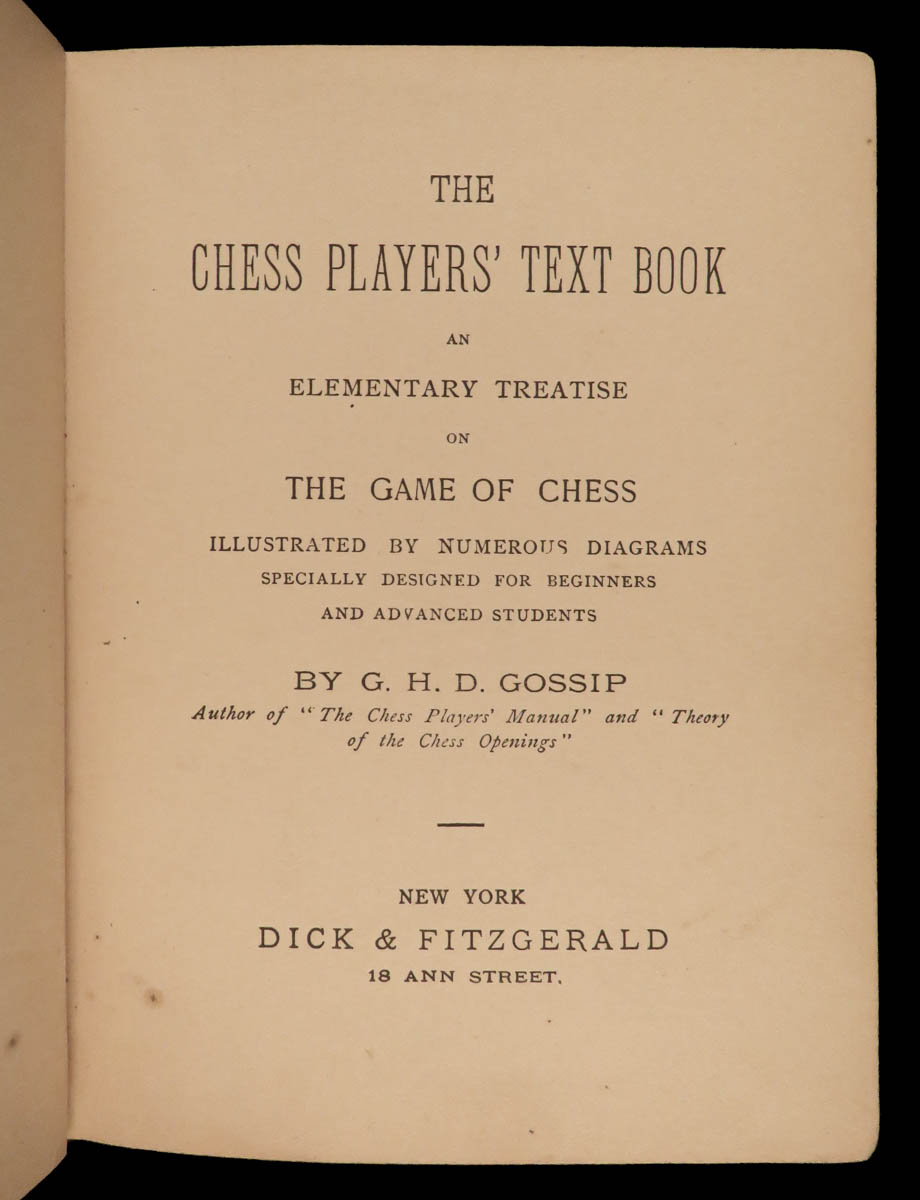 THE
CHESS PLAYERS' TEXT BOOK
AN
ELEMENTARY TREATISE
ON
THE GAME OF CHESS
ILLUSTRATED BY NUMEROUS DIAGRAMS
SPECIALLY DESIGNED FOR BEGINNERS
AND ADVANCED STUDENTS
BY G. H. D. GOSSIP
Author of "The Chess Players' Manual" and "Theory
of the Chess Openings"
NEW YORK
DICK & FITZGERALD
18 ANN STREET.